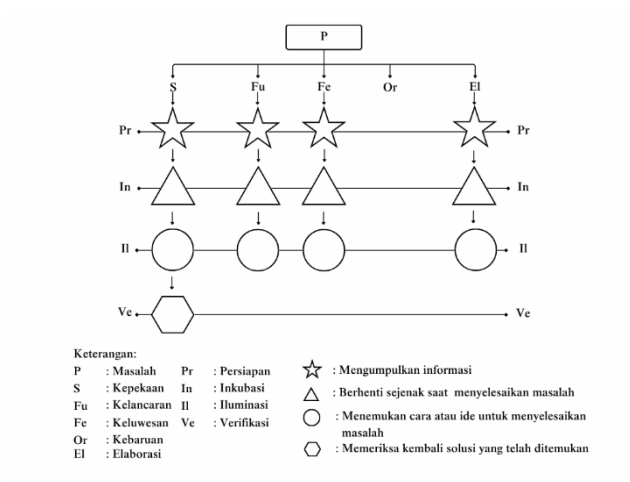 P
S Fu Fe Or El
Pr Pr
In In
Il Il
Ve Ve
Keterangan:
P : Masalah Pr : Persiapan
S : Kepekaan In : Inkubasi
Fu : Kelancaran Il : Iluminasi
Fe : Keluwesan Ve : Verifikasi
Or : Kebaruan
El : Elaborasi
: Mengumpulkan informasi
: Berhenti sejenak saat menyelesaikan masalah
: Menemukan cara atau ide untuk menyelesaikan
masalah
: Memeriksa kembali solusi yang telah ditemukan